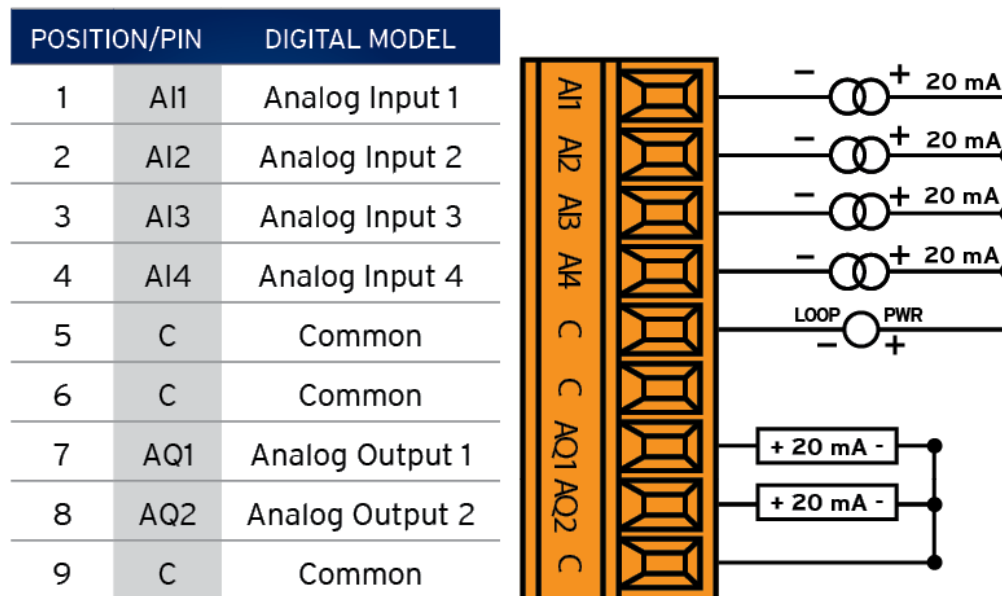 POSITION/PIN DIGITAL MODEL
1 AI1 Analog Input 1
2 AI2 Analog Input 2
3 AI3 Analog Input 3
4 AI4 Analog Input 4
5 C Common
6 C Common
7 AQ1 Analog Output 1
8 AQ2 Analog Output 2
9 C Common
AI1 - + 20 mA
AI2 - + 20 mA
AI3 - + 20 mA
AI4 - + 20 mA
C LOOP PWR
- +
C
AQ1 + 20 mA -
AQ2 + 20 mA -
C